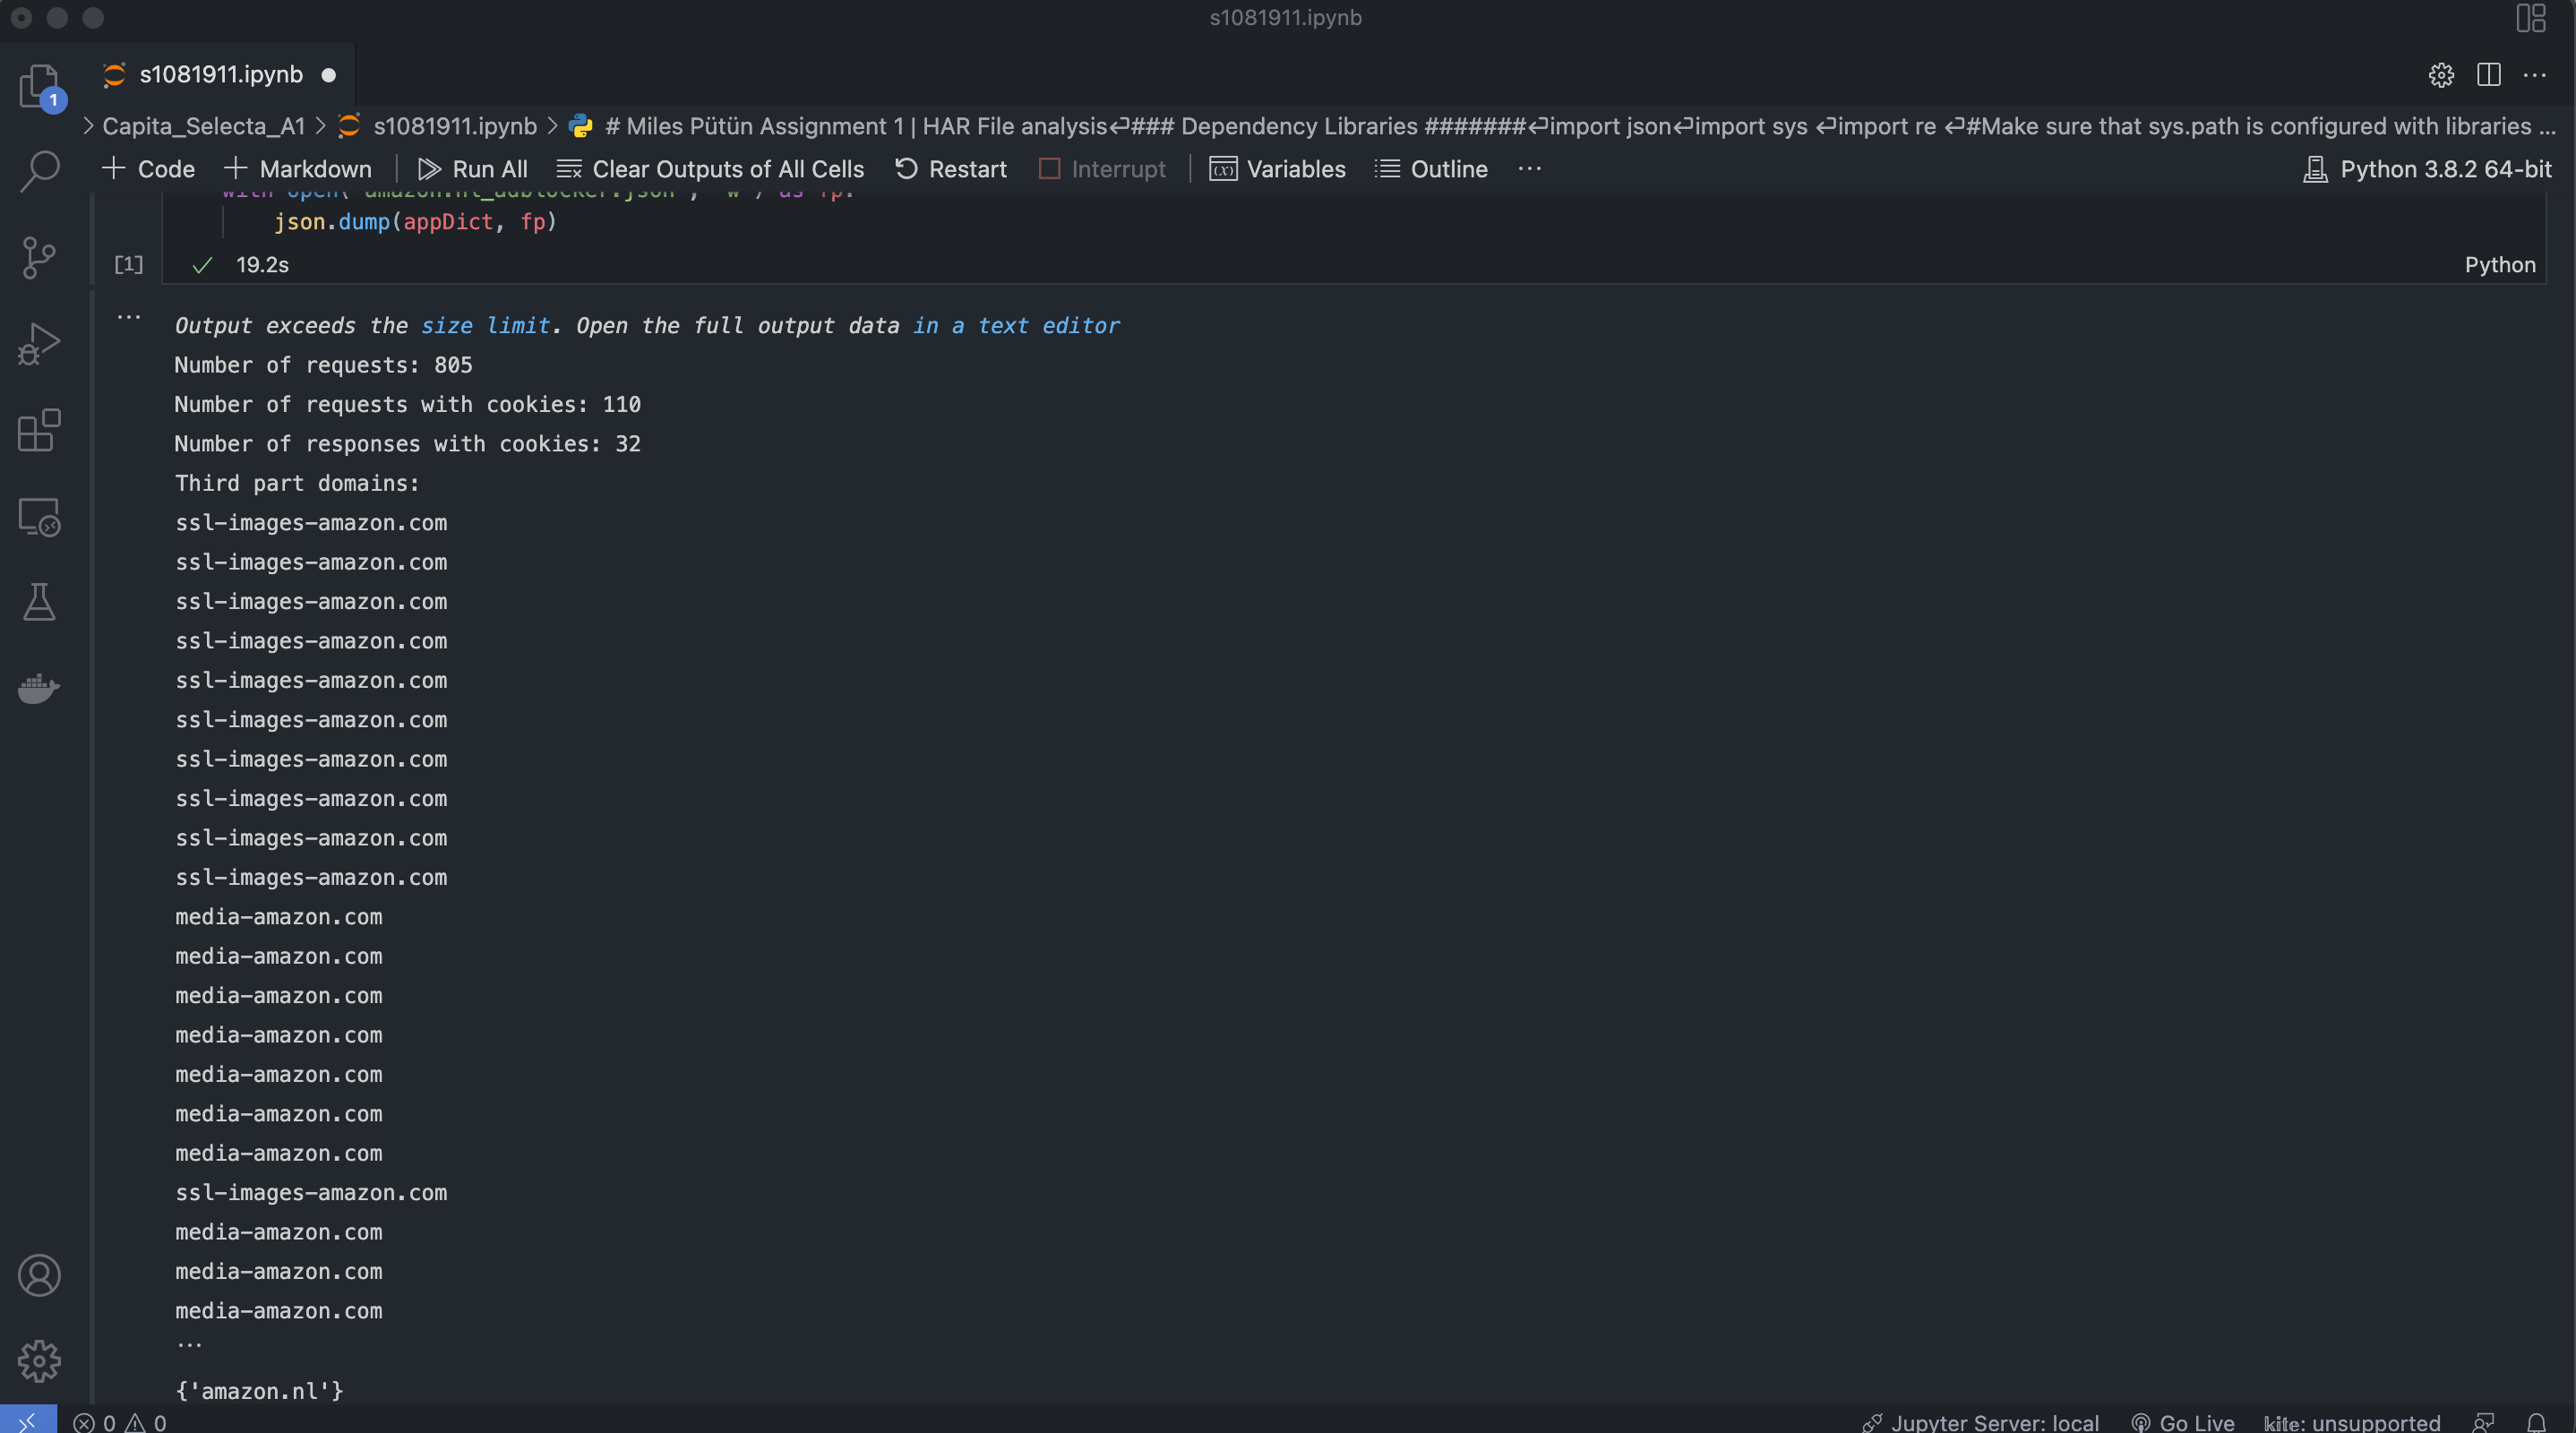 s1081911.ipynb
s1081911.ipynb
1
Capita_Selecta_A1 > s1081911.ipynb > # Miles Pütün Assignment 1 | HAR File analysis↵### Dependency Libraries #######↵import json↵import sys ↵import re ↵#Make sure that sys.path is configured with libraries ...
+ Code + Markdown | Run All Clear Outputs of All Cells Restart Interrupt | Variables Outline ... Python 3.8.2 64-bit
with open("amazon.nl_adblocker.json", "w") as fp:
json.dump(appDict, fp)
[1] ✓ 19.2s Python
... Output exceeds the size limit. Open the full output data in a text editor
Number of requests: 805
Number of requests with cookies: 110
Number of responses with cookies: 32
Third part domains:
ssl-images-amazon.com
ssl-images-amazon.com
ssl-images-amazon.com
ssl-images-amazon.com
ssl-images-amazon.com
ssl-images-amazon.com
ssl-images-amazon.com
ssl-images-amazon.com
ssl-images-amazon.com
ssl-images-amazon.com
media-amazon.com
media-amazon.com
media-amazon.com
media-amazon.com
media-amazon.com
media-amazon.com
media-amazon.com
ssl-images-amazon.com
media-amazon.com
media-amazon.com
media-amazon.com
...
{'amazon.nl'}
0 0 Jupyter Server: local Go Live kite: unsupported